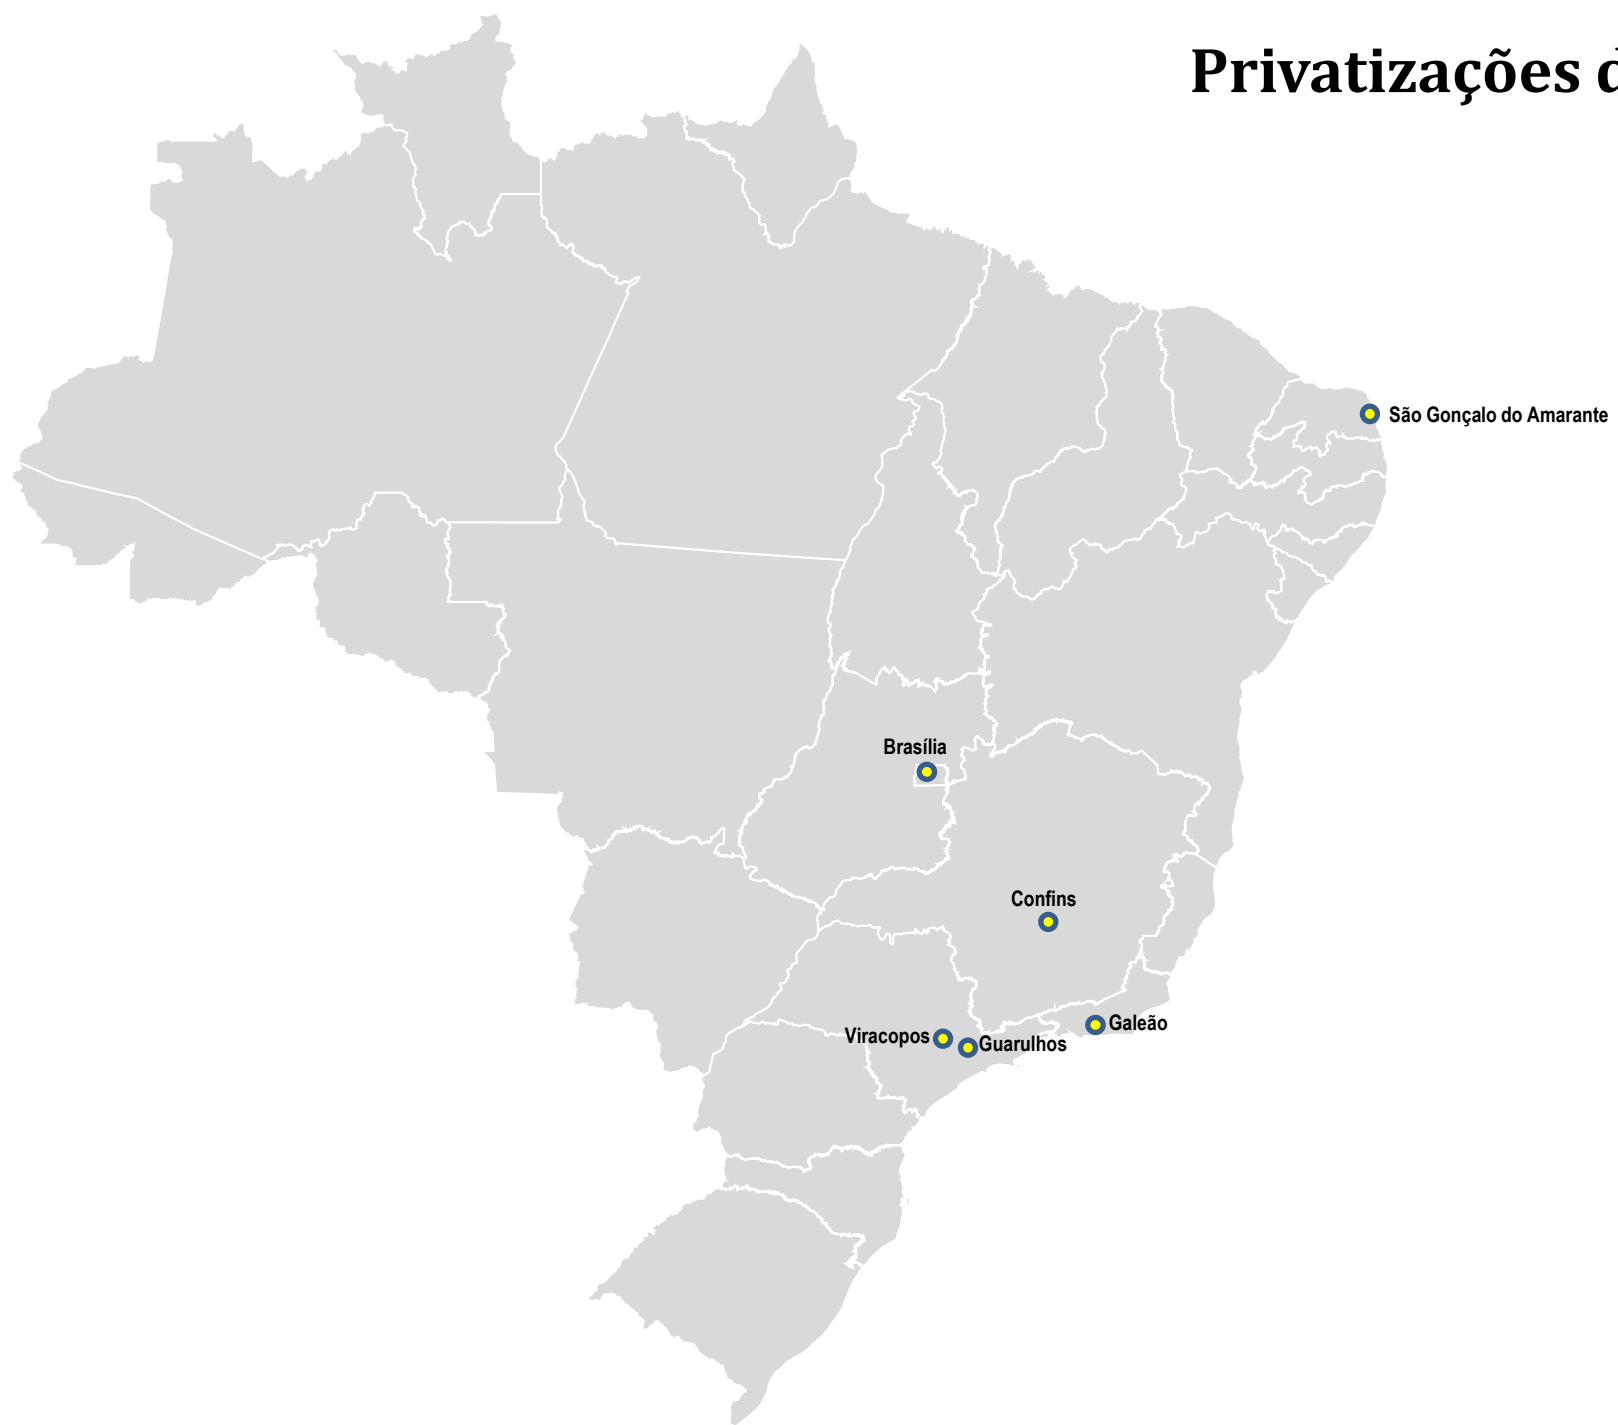 Privatizações d
São Gonçalo do Amarante
Brasília
Confins
Viracopos
Guarulhos
Galeão